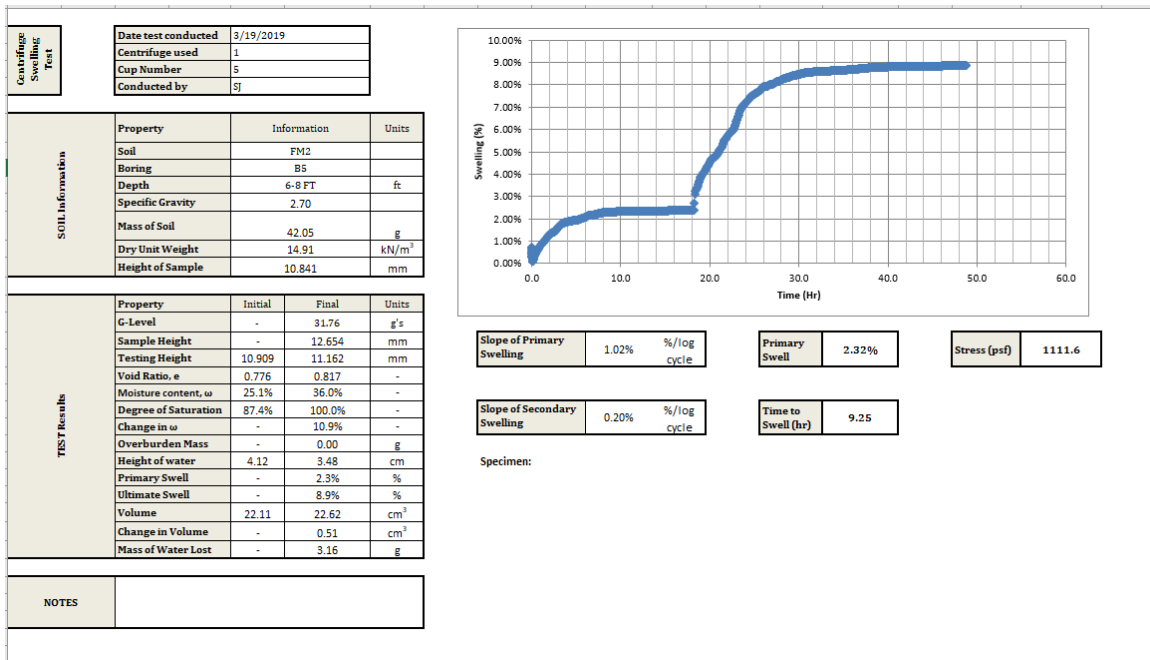 Centrifuge
Swelling
Test
Date test conducted 3/19/2019
Centrifuge used 1
Cup Number 5
Conducted by SJ
SOIL Information
Property Information Units
Soil FM2
Boring B5
Depth 6-8 FT ft
Specific Gravity 2.70
Mass of Soil 42.05 g
Dry Unit Weight 14.91 kN/m³
Height of Sample 10.841 mm
TEST Results
Property Initial Final Units
G-Level - 31.76 g's
Sample Height - 12.654 mm
Testing Height 10.909 11.162 mm
Void Ratio, e 0.776 0.817 -
Moisture content, ω 25.1% 36.0% -
Degree of Saturation 87.4% 100.0% -
Change in ω - 10.9% -
Overburden Mass - 0.00 g
Height of water 4.12 3.48 cm
Primary Swell - 2.3% %
Ultimate Swell - 8.9% %
Volume 22.11 22.62 cm³
Change in Volume - 0.51 cm³
Mass of Water Lost - 3.16 g
NOTES
Swelling (%)
10.00%
9.00%
8.00%
7.00%
6.00%
5.00%
4.00%
3.00%
2.00%
1.00%
0.00%
0.0 10.0 20.0 30.0 40.0 50.0 60.0
Time (Hr)
Slope of Primary
Swelling 1.02% %/log
cycle
Primary
Swell 2.32%
Stress (psf) 1111.6
Slope of Secondary
Swelling 0.20% %/log
cycle
Time to
Swell (hr) 9.25
Specimen: